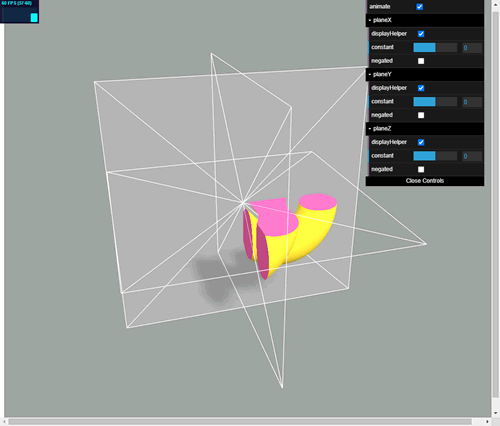 60 FPS (57-60)
animate
planeX
displayHelper
constant
0
negated
planeY
displayHelper
constant
0
negated
planeZ
displayHelper
constant
0
negated
Close Controls